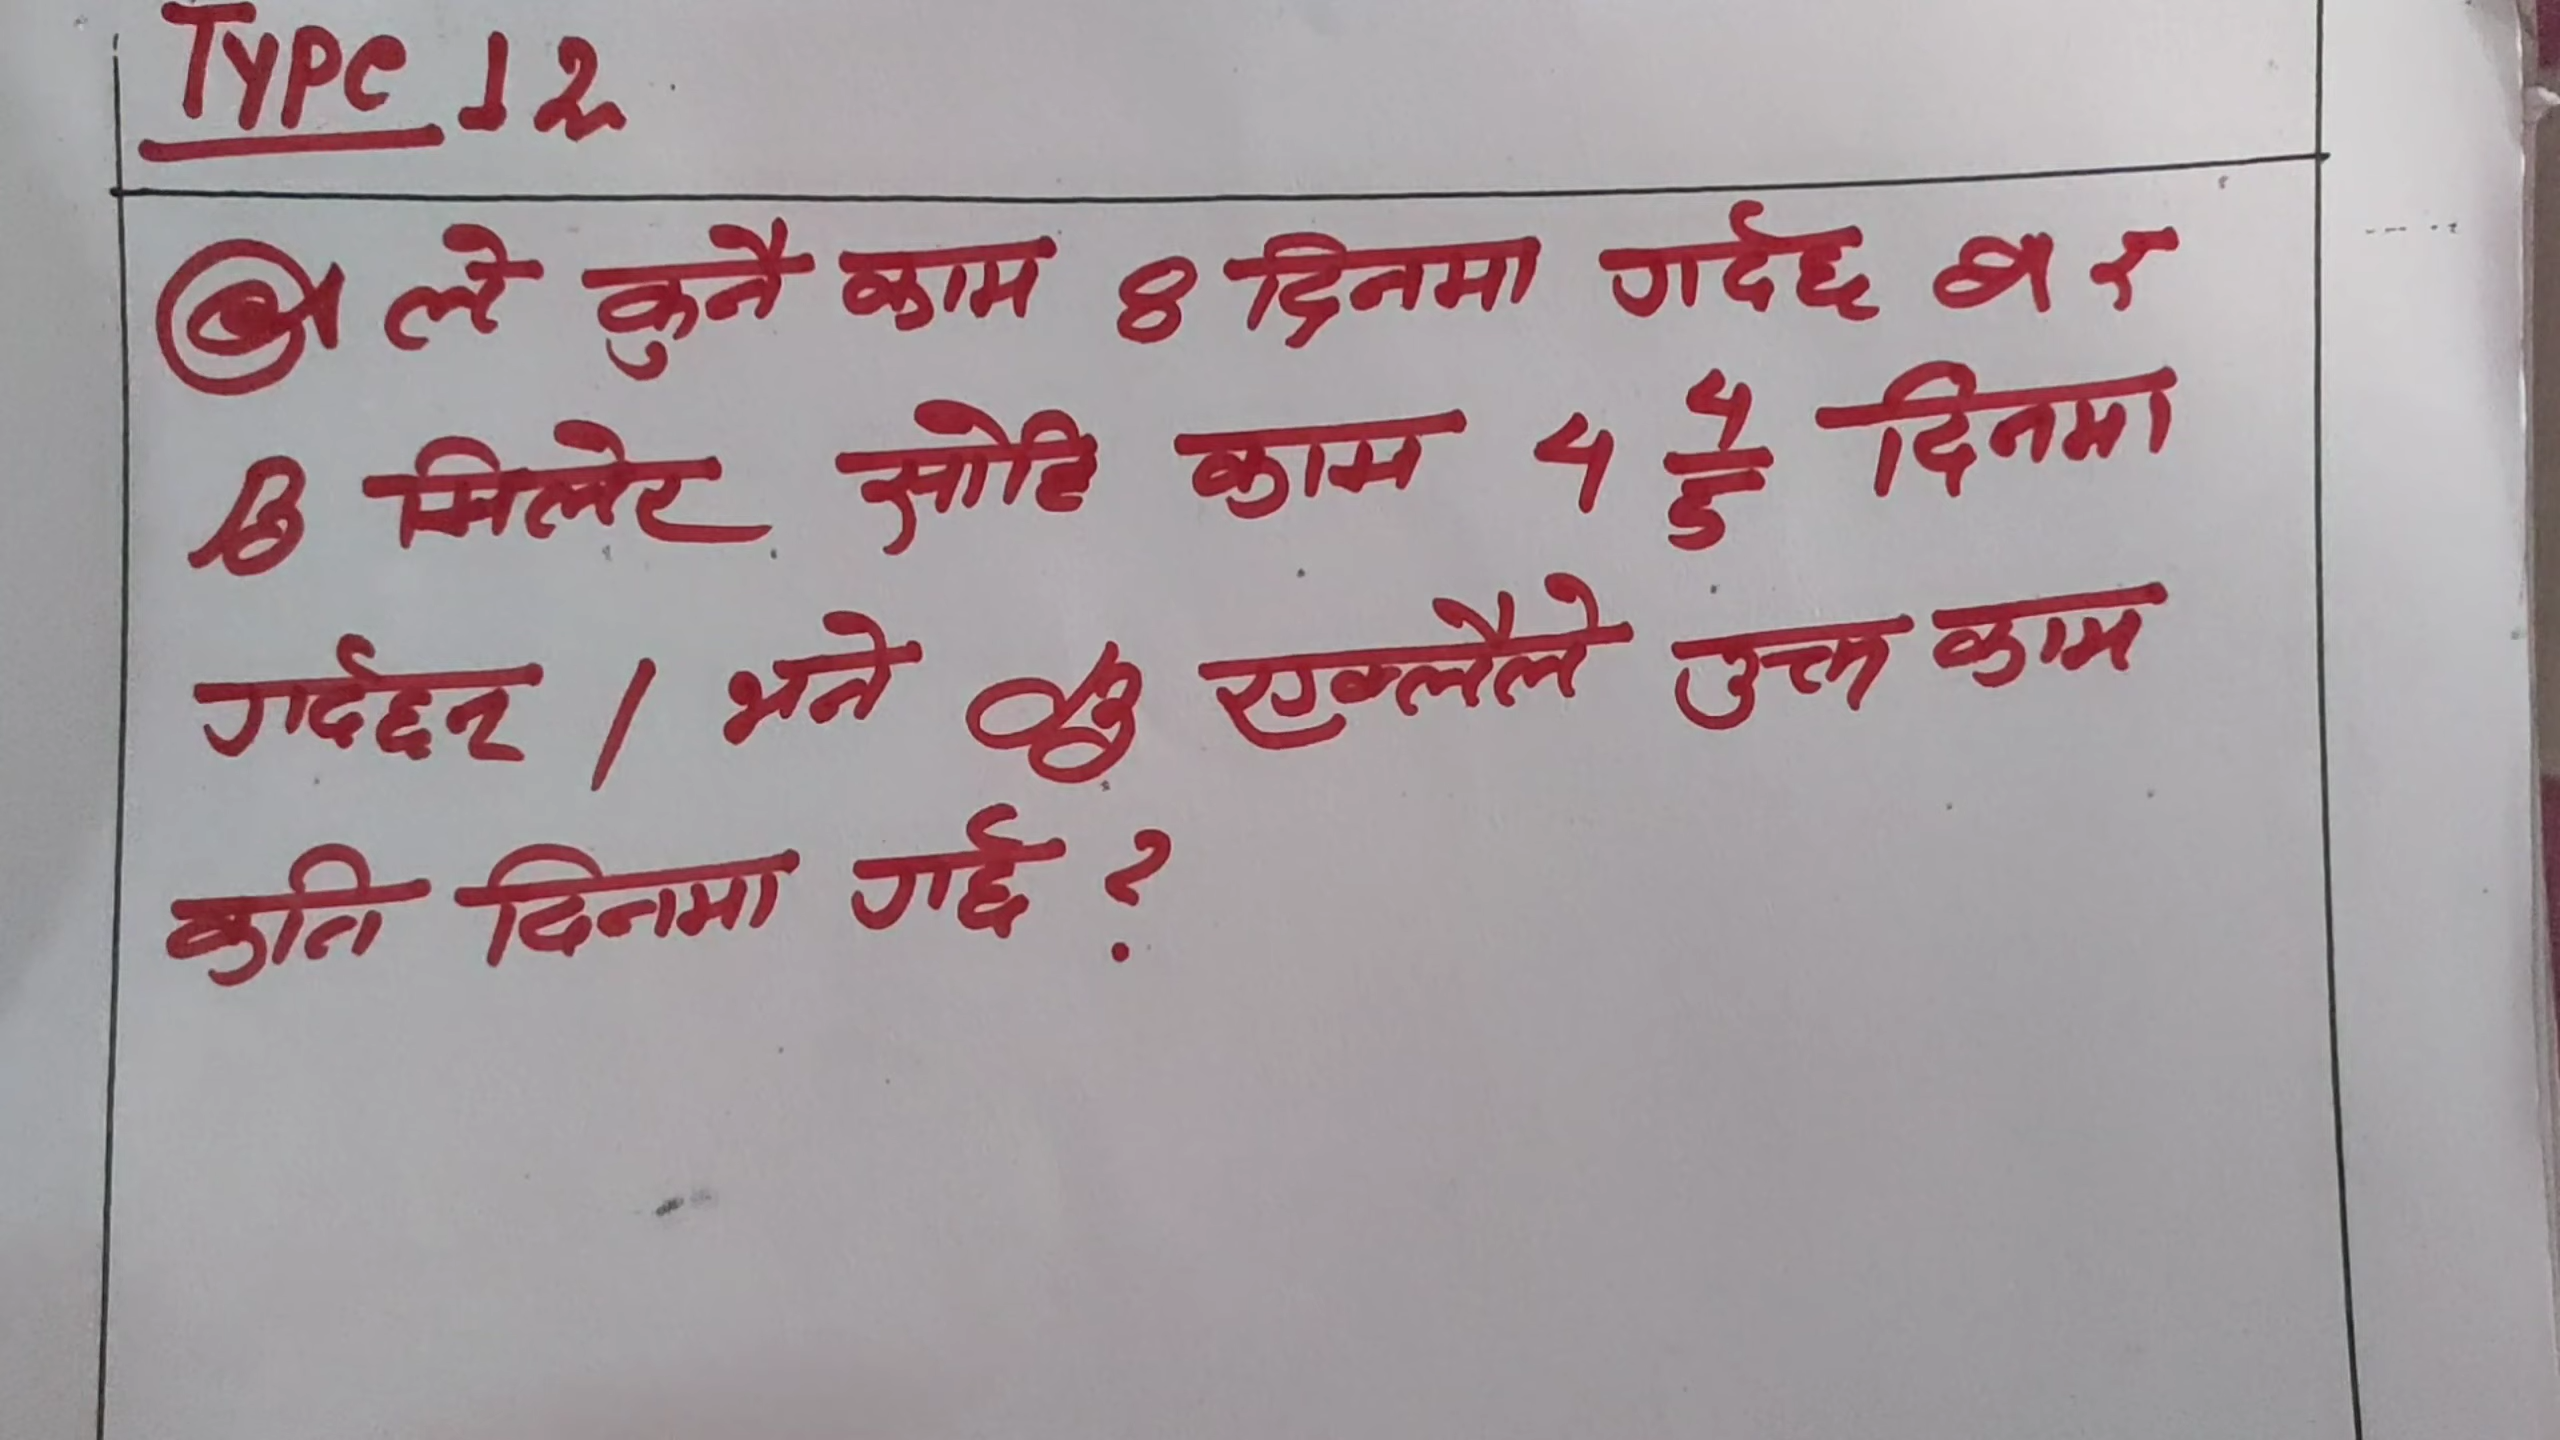 Type 12
A ले कुनै काम 8 दिनमा गर्दछ A र
B मिलेर सोहि काम 4 4/5 दिनमा
गर्दछन् / भने B एक्लैले उक्त काम
कति दिनमा गर्छ ?